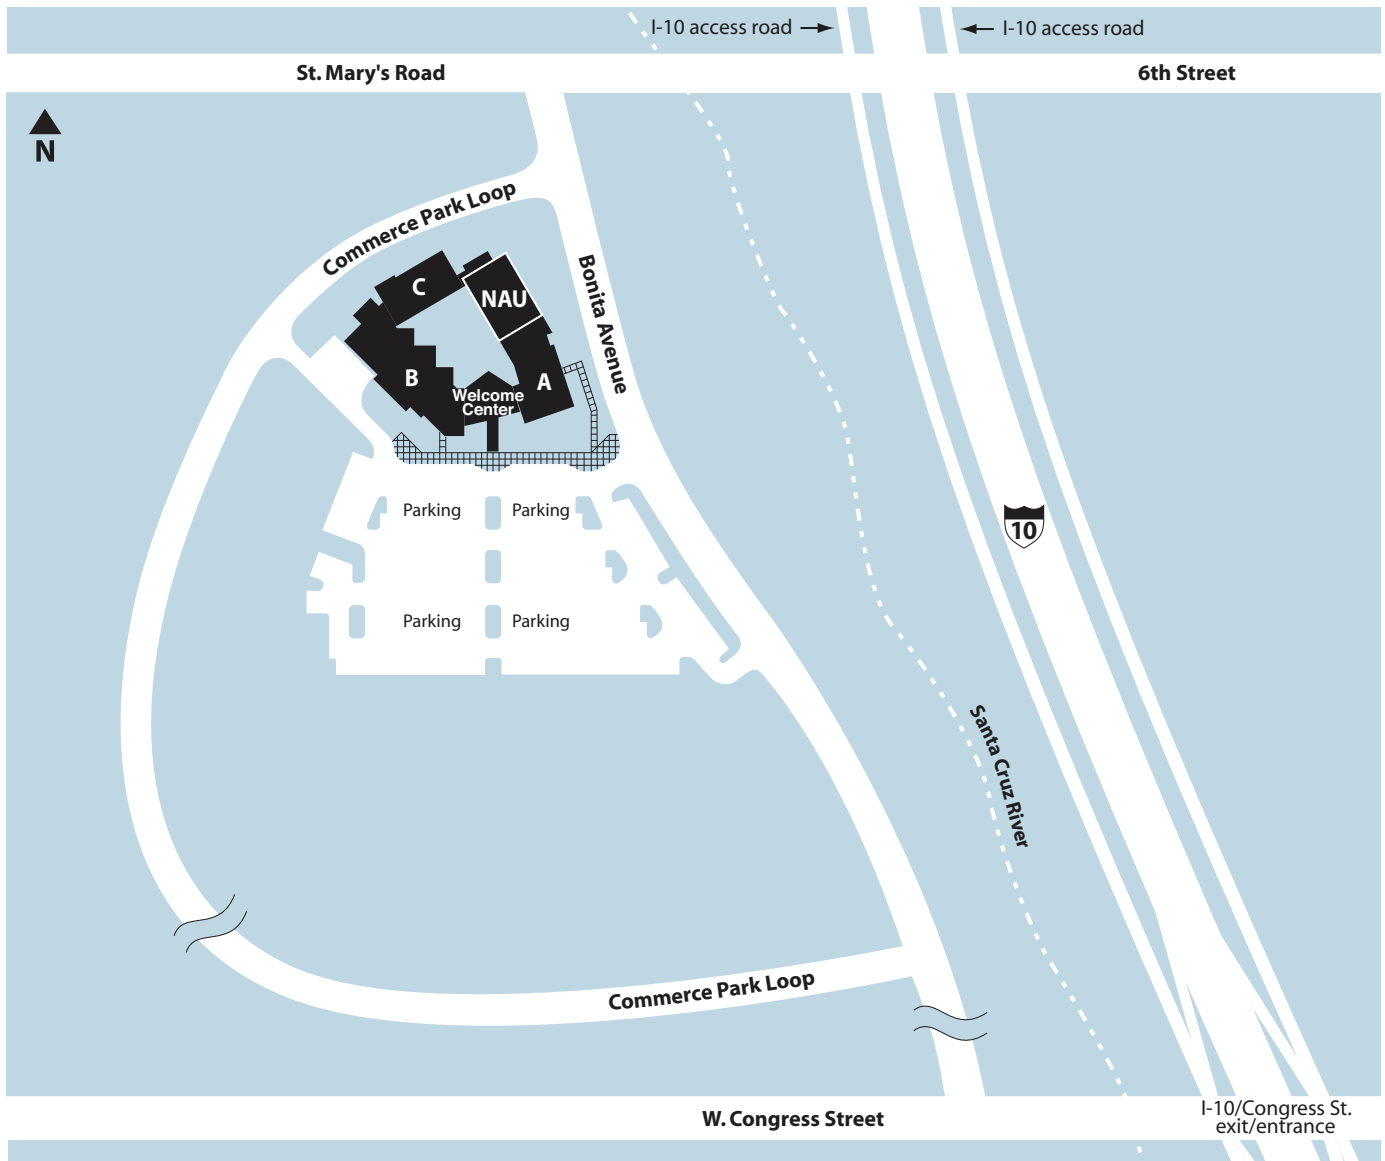 I-10 access road
I-10 access road
St. Mary's Road
6th Street
N
Commerce Park Loop
Bonita Avenue
C
NAU
B
A
Welcome
Center
Parking
Parking
10
Parking
Parking
Santa Cruz River
Commerce Park Loop
W. Congress Street
I-10/Congress St.
exit/entrance